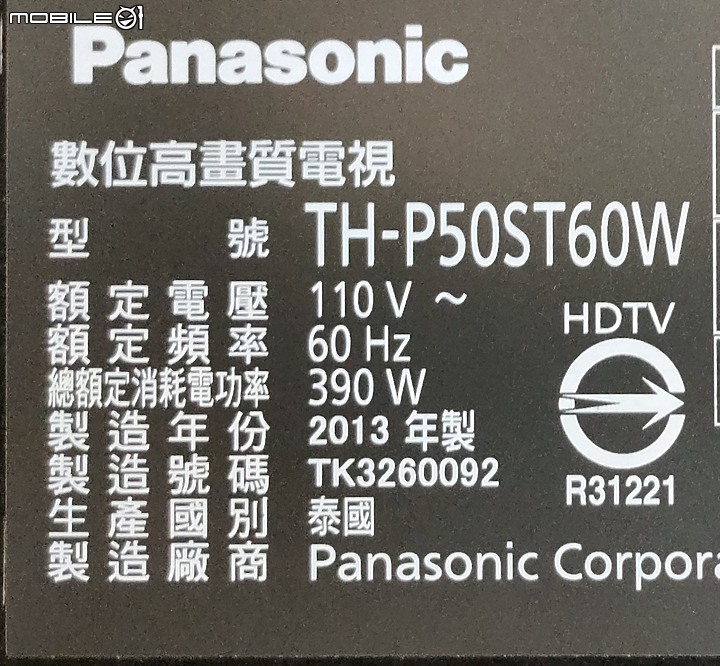 MOBILE01
Panasonic
數位高畫質電視
型 號 TH-P50ST60W
額定電壓 110 V ～
額定頻率 60 Hz
總額定消耗電功率 390 W
製造年份 2013 年製
製造號碼 TK3260092
生產國別 泰國
製造廠商 Panasonic Corpora
HDTV
R31221